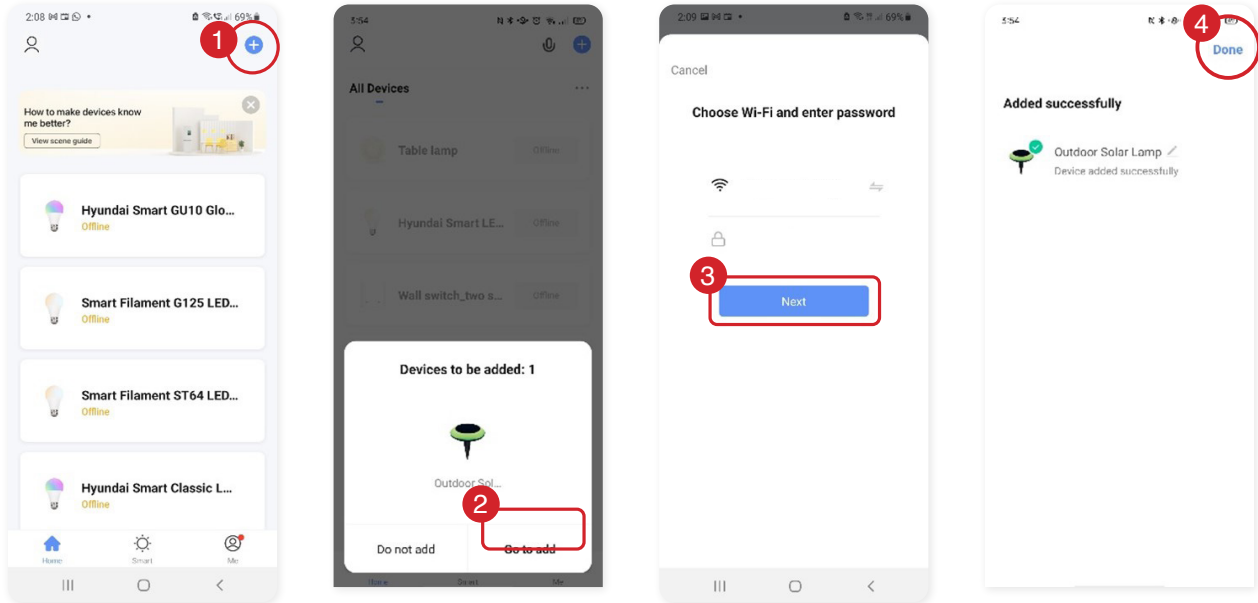 2:08
69%
1
How to make devices know
me better?
View scene guide
Hyundai Smart GU10 Glo...
Offline
Smart Filament G125 LED...
Offline
Smart Filament ST64 LED...
Offline
Hyundai Smart Classic L...
Offline
Home
Smart
Me
3:54
All Devices
Table lamp
Offline
Hyundai Smart LE...
Offline
Wall switch_two s...
Offline
Devices to be added: 1
Outdoor Sol...
2
Do not add
Go to add
Home
Smart
Me
2:09
69%
Cancel
Choose Wi-Fi and enter password
3
Next
3:54
4
Done
Added successfully
Outdoor Solar Lamp
Device added successfully